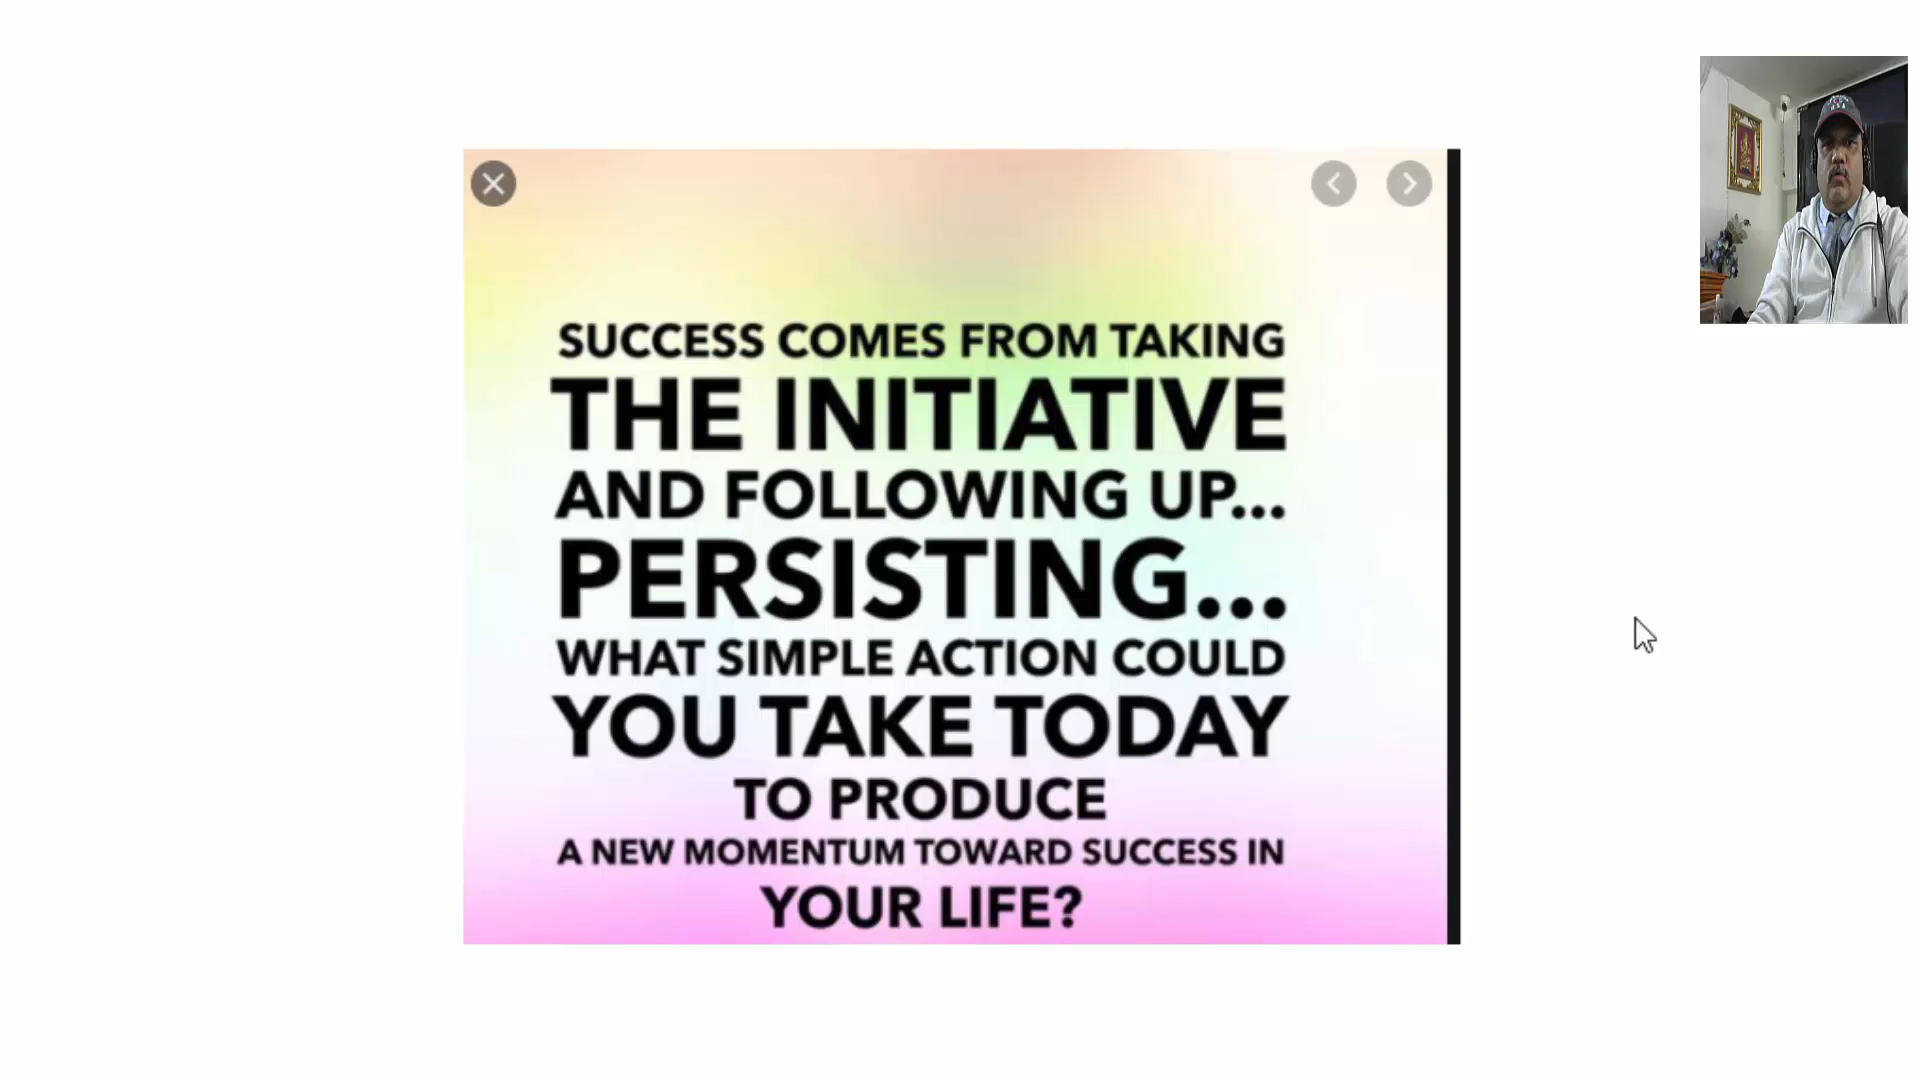 SUCCESS COMES FROM TAKING
THE INITIATIVE
AND FOLLOWING UP...
PERSISTING...
WHAT SIMPLE ACTION COULD
YOU TAKE TODAY
TO PRODUCE
A NEW MOMENTUM TOWARD SUCCESS IN
YOUR LIFE?